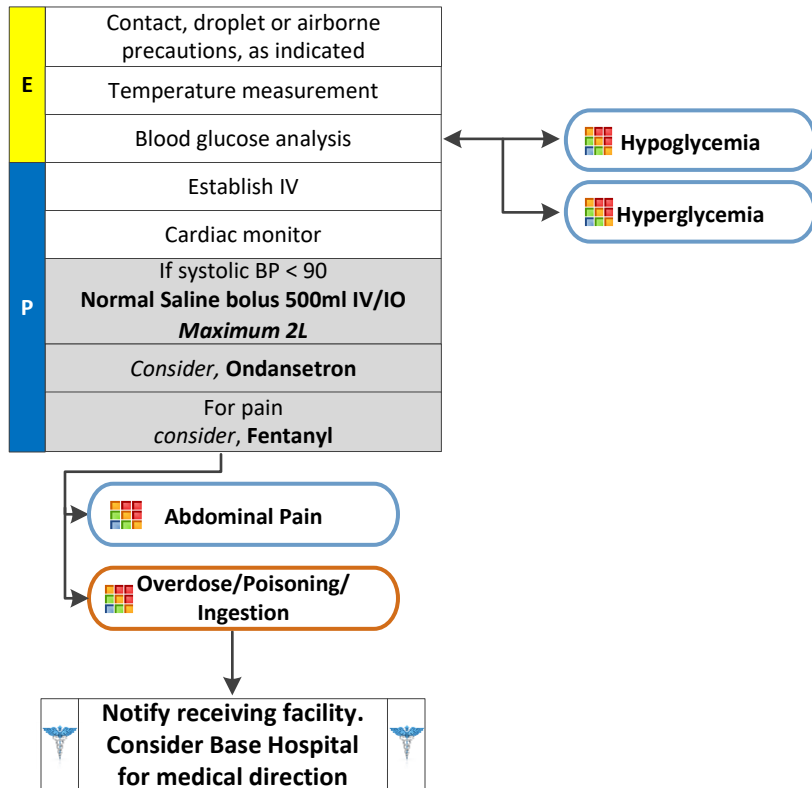 E
Contact, droplet or airborne
precautions, as indicated
Temperature measurement
Blood glucose analysis
Hypoglycemia
Hyperglycemia
P
Establish IV
Cardiac monitor
If systolic BP < 90
Normal Saline bolus 500ml IV/IO
Maximum 2L
Consider, Ondansetron
For pain
consider, Fentanyl
Abdominal Pain
Overdose/Poisoning/
Ingestion
Notify receiving facility.
Consider Base Hospital
for medical direction